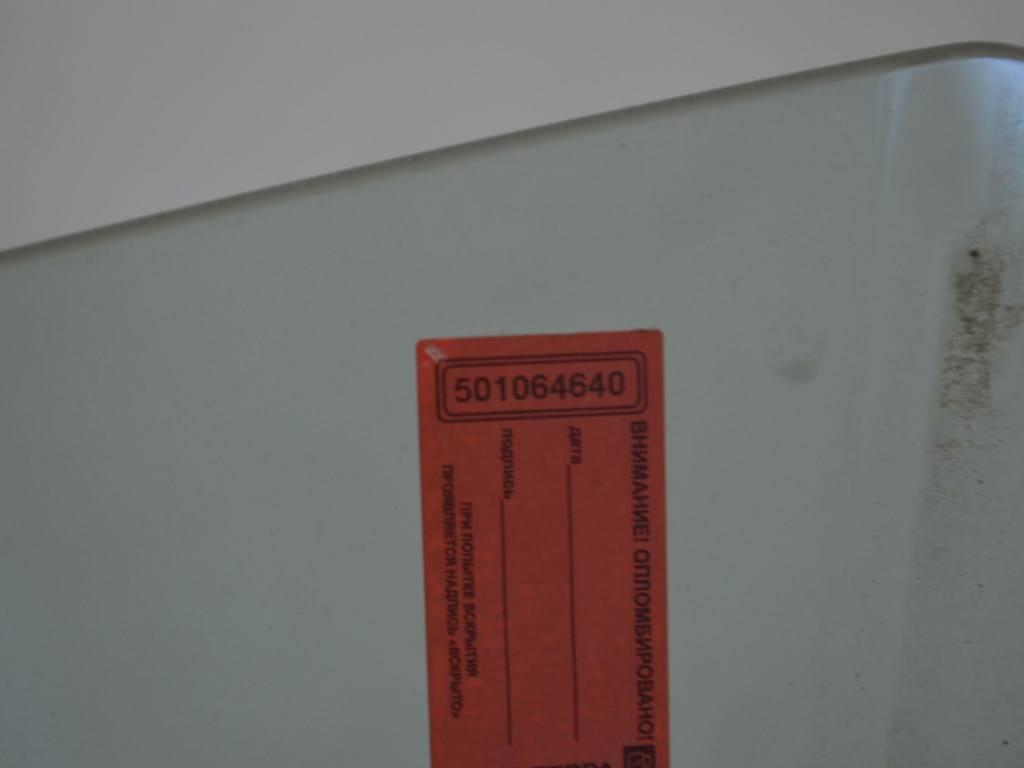 501064640
ВНИМАНИЕ! ОПЛОМБИРОВАНО!
дата
подпись
ПРИ ПОПЫТКЕ ВСКРЫТИЯ
ПРОЯВЛЯЕТСЯ НАДПИСЬ «ВСКРЫТО»